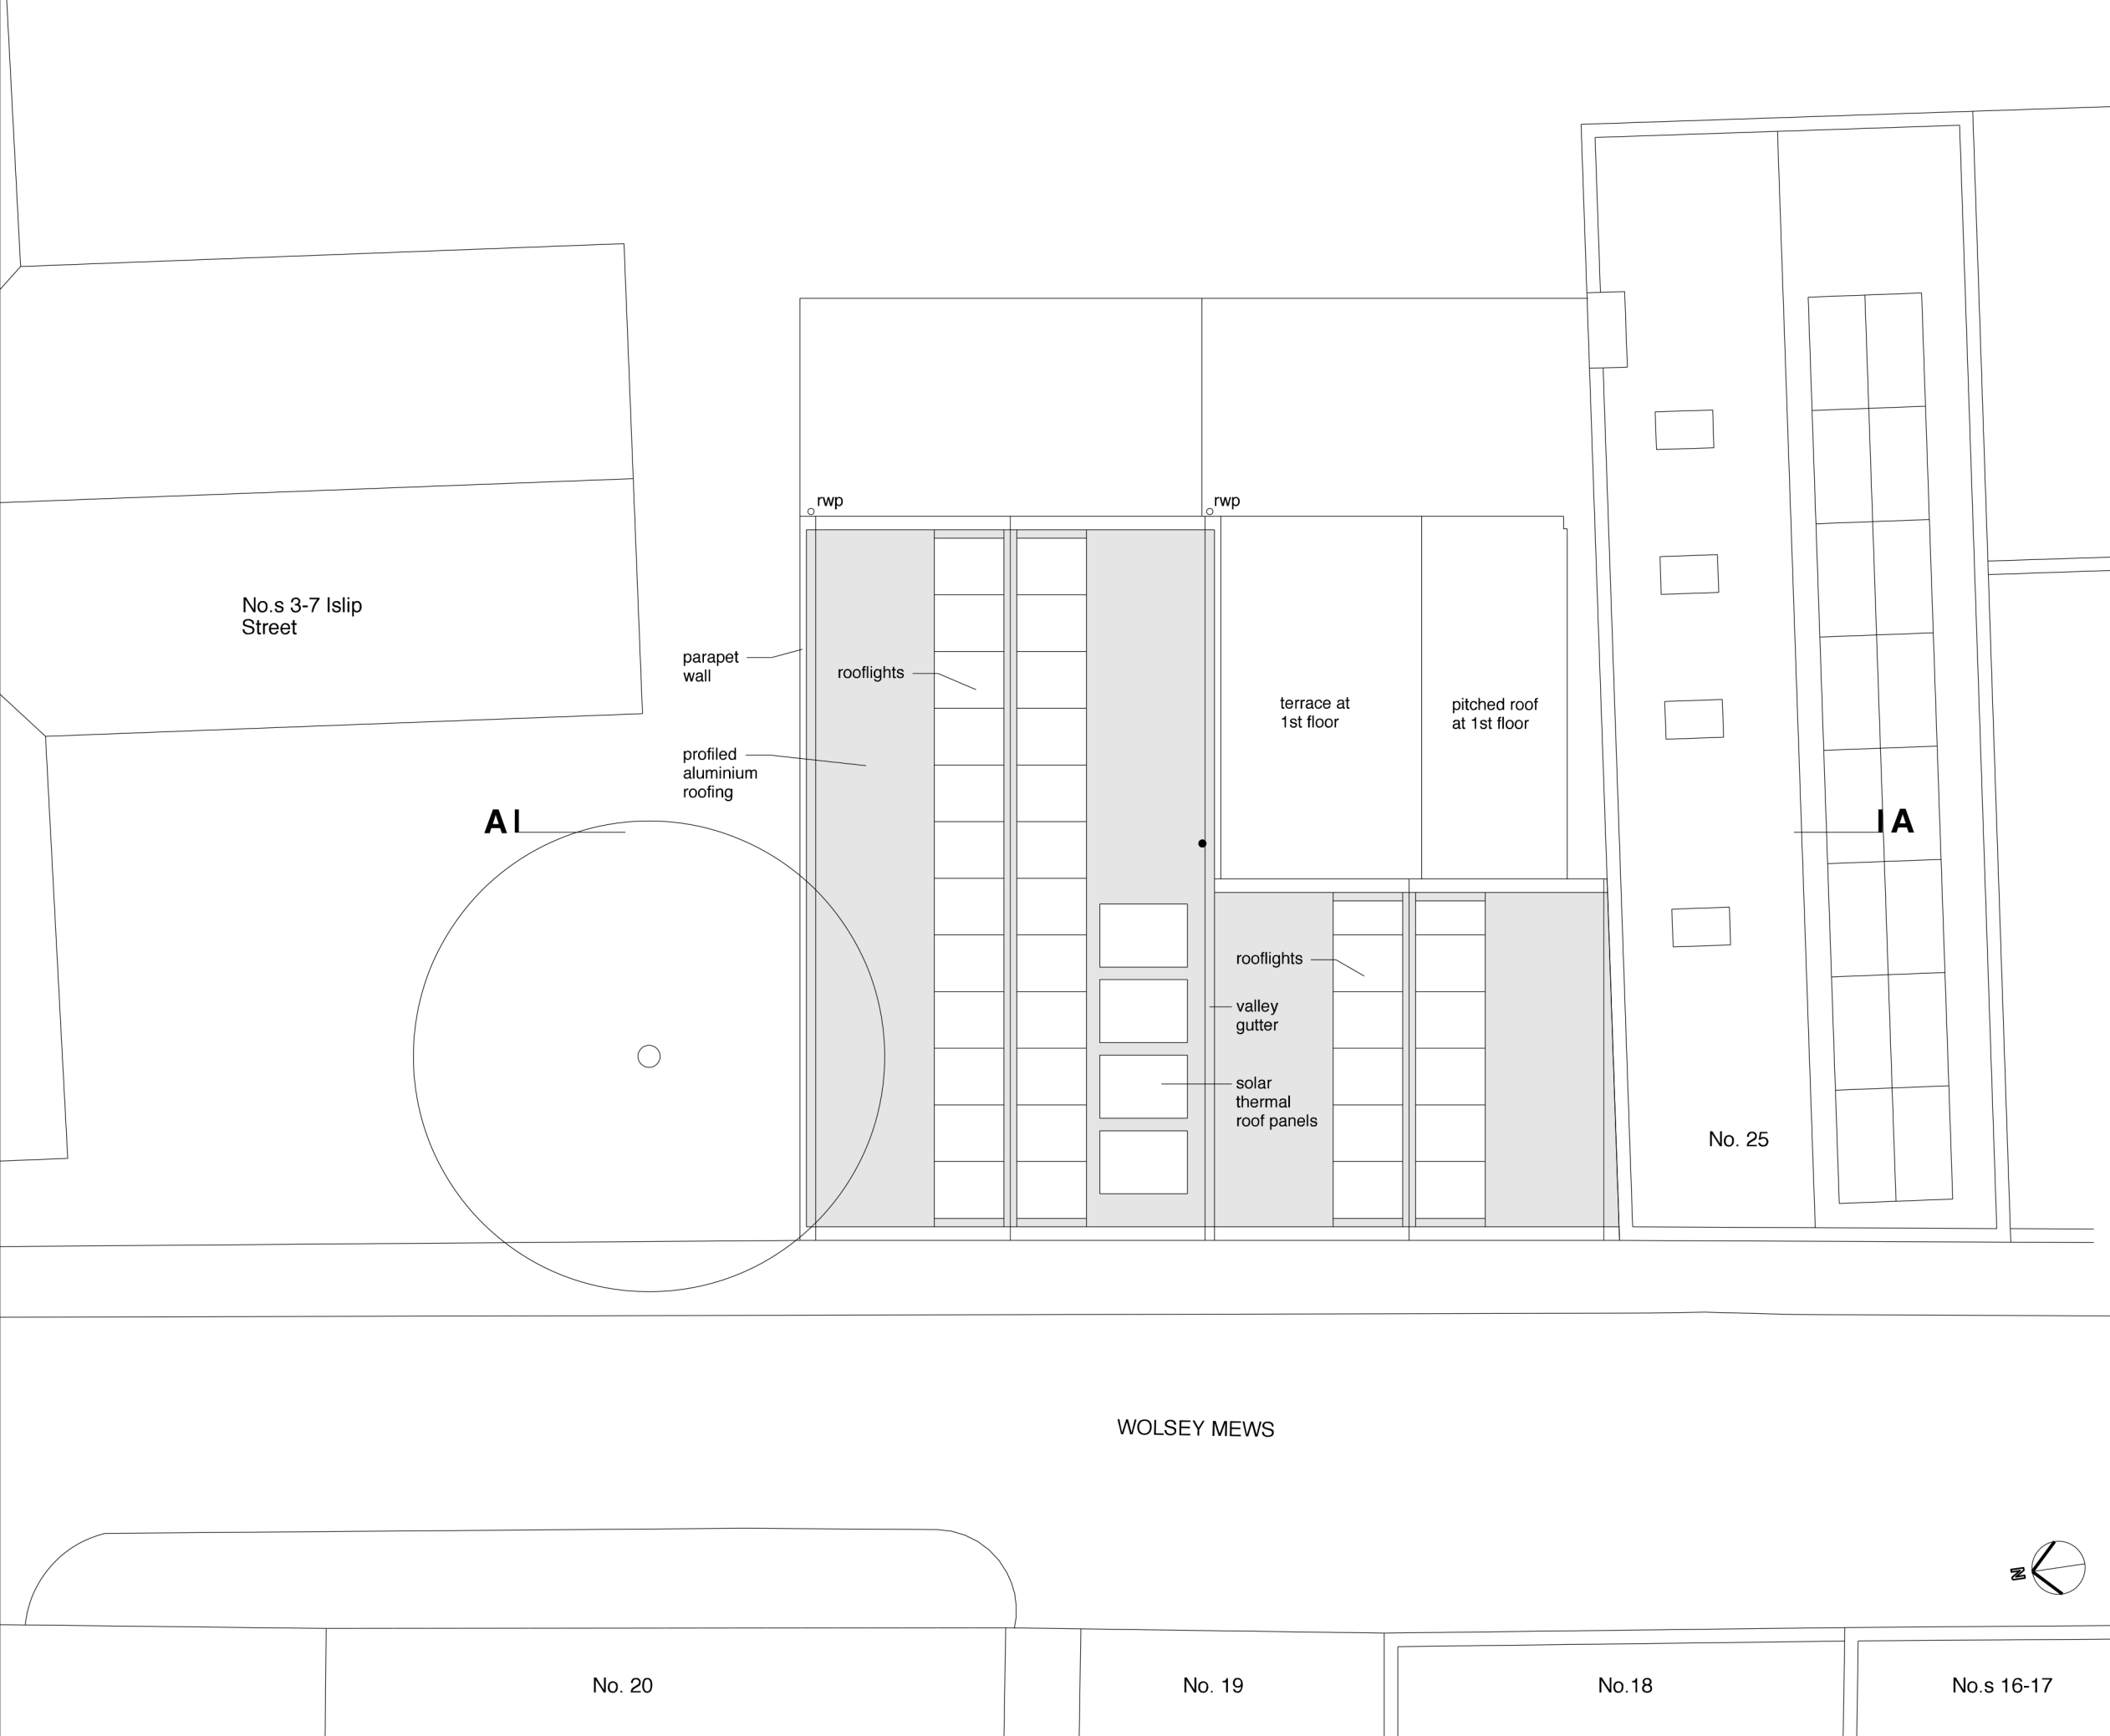 rwp
rwp
No.s 3-7 Islip
Street
parapet
wall
rooflights
terrace at
1st floor
pitched roof
at 1st floor
profiled
aluminium
roofing
A
A
rooflights
valley
gutter
solar
thermal
roof panels
No. 25
WOLSEY MEWS
N
No. 20
No. 19
No.18
No.s 16-17